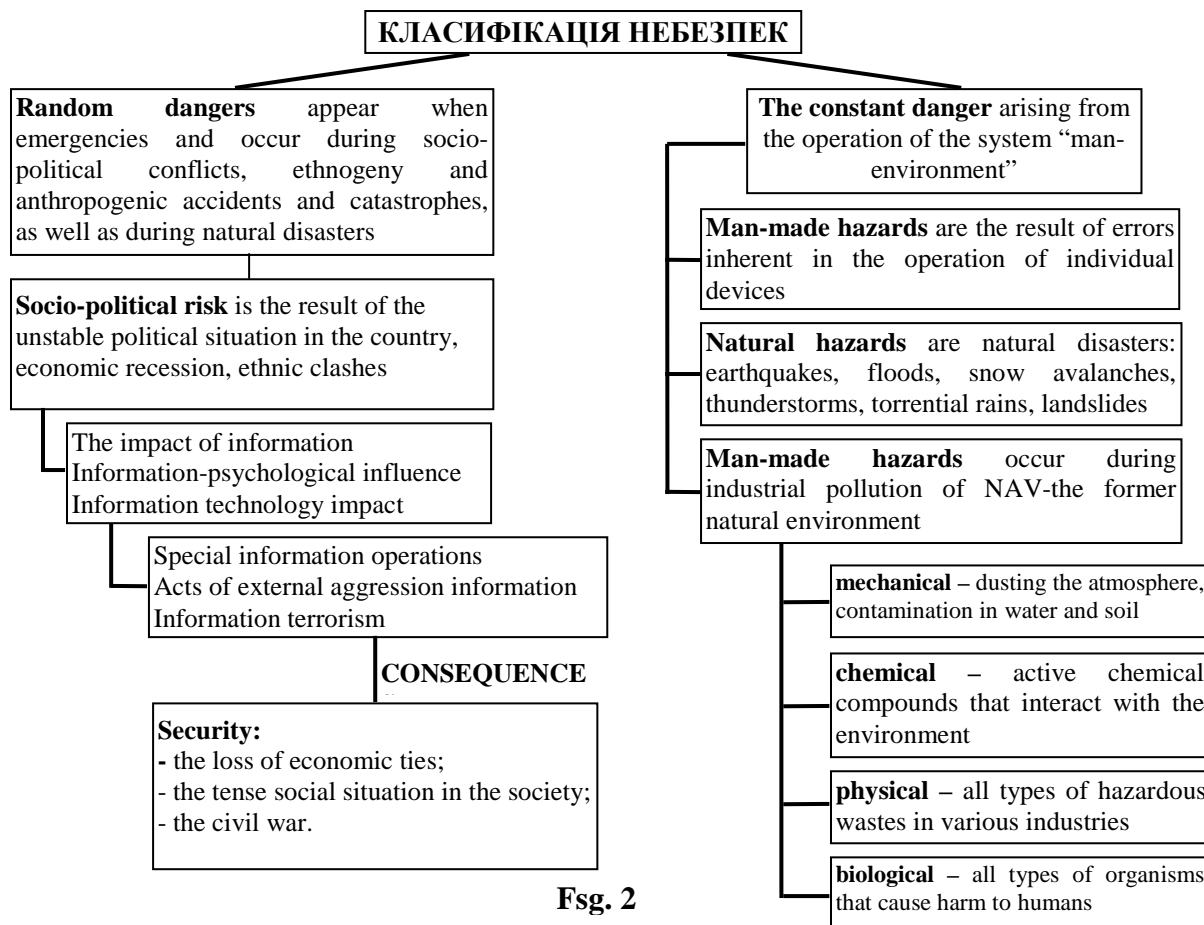 КЛАСИФІКАЦІЯ НЕБЕЗПЕК
Random dangers appear when
emergencies and occur during socio-
political conflicts, ethnogeny and
anthropogenic accidents and catastrophes,
as well as during natural disasters
Socio-political risk is the result of the
unstable political situation in the country,
economic recession, ethnic clashes
The impact of information
Information-psychological influence
Information technology impact
Special information operations
Acts of external aggression information
Information terrorism
CONSEQUENCE
Security:
- the loss of economic ties;
- the tense social situation in the society;
- the civil war.
The constant danger arising from
the operation of the system “man-
environment”
Man-made hazards are the result of errors
inherent in the operation of individual
devices
Natural hazards are natural disasters:
earthquakes, floods, snow avalanches,
thunderstorms, torrential rains, landslides
Man-made hazards occur during
industrial pollution of NAV-the former
natural environment
mechanical – dusting the atmosphere,
contamination in water and soil
chemical – active chemical
compounds that interact with the
environment
physical – all types of hazardous
wastes in various industries
biological – all types of organisms
that cause harm to humans
Fsg. 2